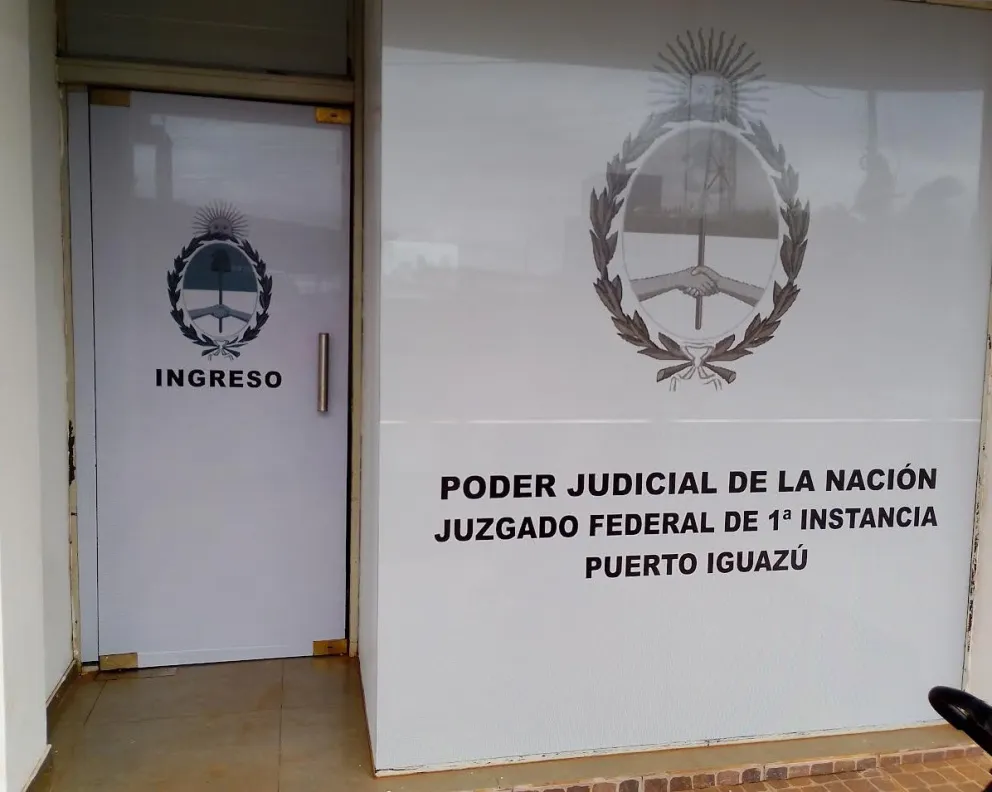 INGRESO
PODER JUDICIAL DE LA NACIÓN
JUZGADO FEDERAL DE 1ª INSTANCIA
PUERTO IGUAZÚ